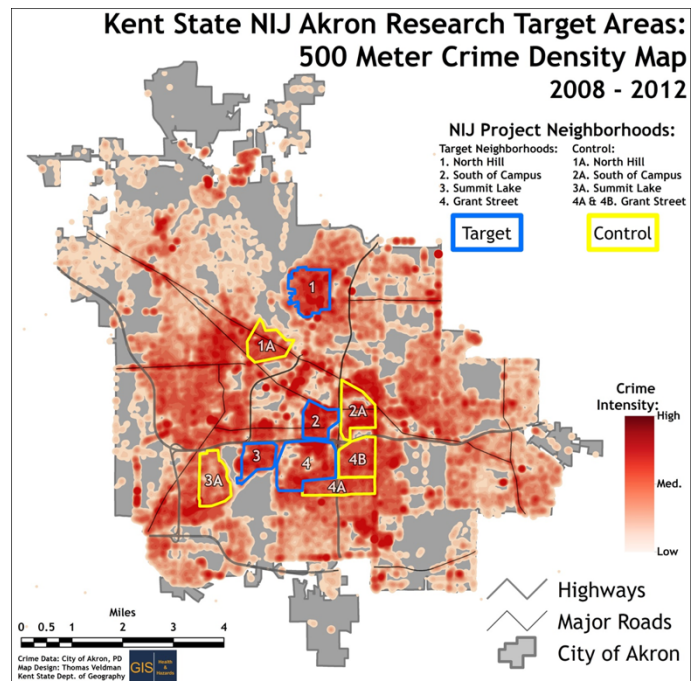 Kent State NIJ Akron Research Target Areas:
500 Meter Crime Density Map
2008 - 2012
NIJ Project Neighborhoods:
Target Neighborhoods:
1. North Hill
2. South of Campus
3. Summit Lake
4. Grant Street
Control:
1A. North Hill
2A. South of Campus
3A. Summit Lake
4A & 4B. Grant Street
Target
Control
1
1A
2A
2
3
4
4B
3A
4A
Crime
Intensity:
High
Med.
Low
Highways
Major Roads
City of Akron
Miles
0 0.5 1 2 3 4
Crime Data: City of Akron, PD
Map Design: Thomas Veldman
Kent State Dept. of Geography
GIS
Health &
Hazards